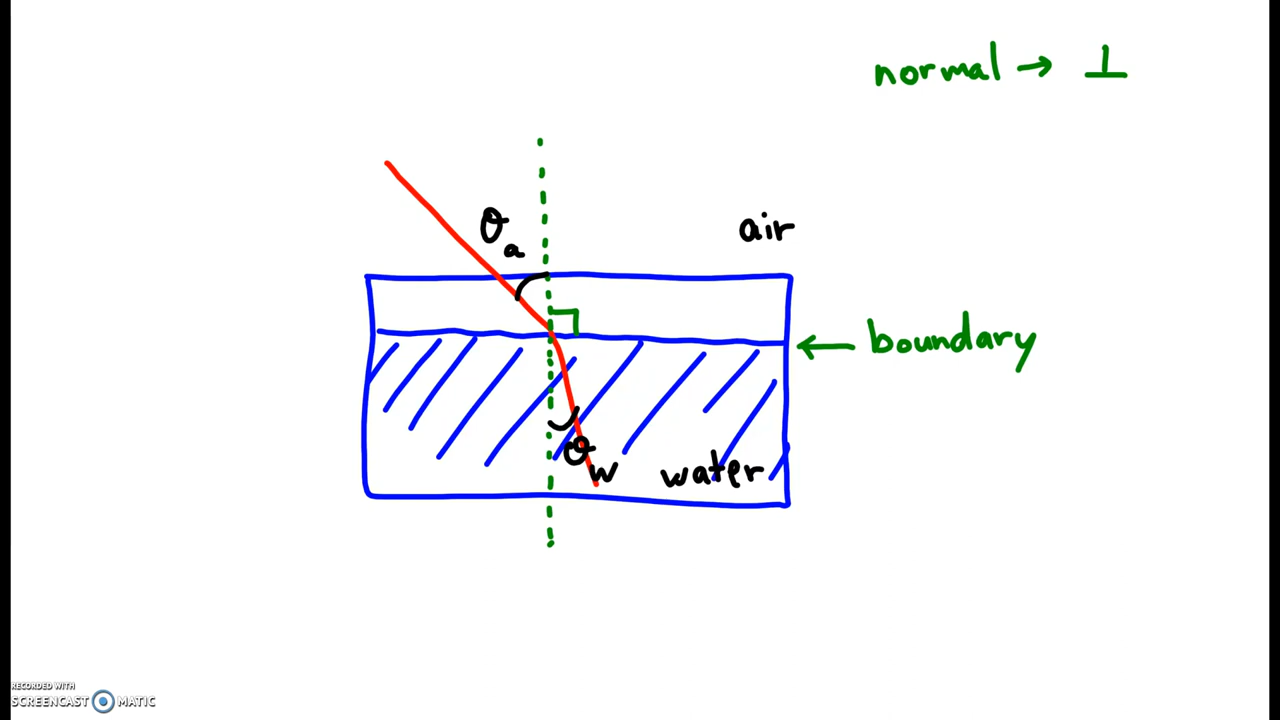 normal → ⊥
θa
air
← boundary
θw
water
RECORDED WITH
SCREENCAST MATIC